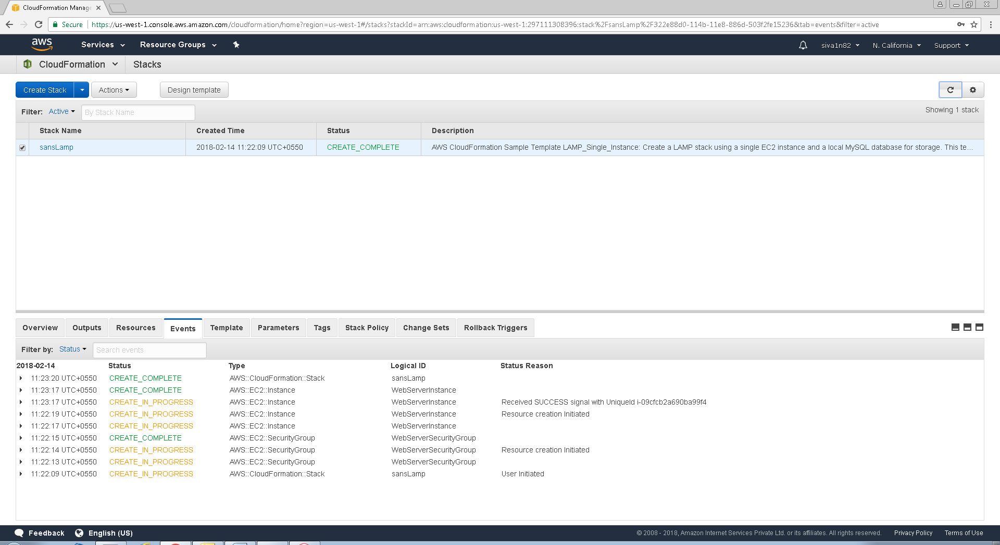 CloudFormation Manage
Secure https://us-west-1.console.aws.amazon.com/cloudformation/home?region=us-west-1#/stacks?stackId=arn:aws:cloudformation:us-west-1:297111308396:stack%2FsansLamp%2F322e88d0-114b-11e8-886d-503f2fe15236&tab=events&filter=active
aws Services Resource Groups siva1n82 N. California Support
CloudFormation Stacks
Create Stack Actions Design template
Filter: Active By Stack Name Showing 1 stack
Stack Name Created Time Status Description
sansLamp 2018-02-14 11:22:09 UTC+0550 CREATE_COMPLETE AWS CloudFormation Sample Template LAMP_Single_Instance: Create a LAMP stack using a single EC2 instance and a local MySQL database for storage. This te...
Overview Outputs Resources Events Template Parameters Tags Stack Policy Change Sets Rollback Triggers
Filter by: Status Search events
2018-02-14 Status Type Logical ID Status Reason
11:23:20 UTC+0550 CREATE_COMPLETE AWS::CloudFormation::Stack sansLamp
11:23:17 UTC+0550 CREATE_COMPLETE AWS::EC2::Instance WebServerInstance
11:23:17 UTC+0550 CREATE_IN_PROGRESS AWS::EC2::Instance WebServerInstance Received SUCCESS signal with UniqueId i-09cfcb2a690ba99f4
11:22:19 UTC+0550 CREATE_IN_PROGRESS AWS::EC2::Instance WebServerInstance Resource creation Initiated
11:22:17 UTC+0550 CREATE_IN_PROGRESS AWS::EC2::Instance WebServerInstance
11:22:15 UTC+0550 CREATE_COMPLETE AWS::EC2::SecurityGroup WebServerSecurityGroup
11:22:14 UTC+0550 CREATE_IN_PROGRESS AWS::EC2::SecurityGroup WebServerSecurityGroup Resource creation Initiated
11:22:13 UTC+0550 CREATE_IN_PROGRESS AWS::EC2::SecurityGroup WebServerSecurityGroup
11:22:09 UTC+0550 CREATE_IN_PROGRESS AWS::CloudFormation::Stack sansLamp User Initiated
Feedback English (US) © 2008 - 2018, Amazon Internet Services Private Ltd. or its affiliates. All rights reserved. Privacy Policy Terms of Use